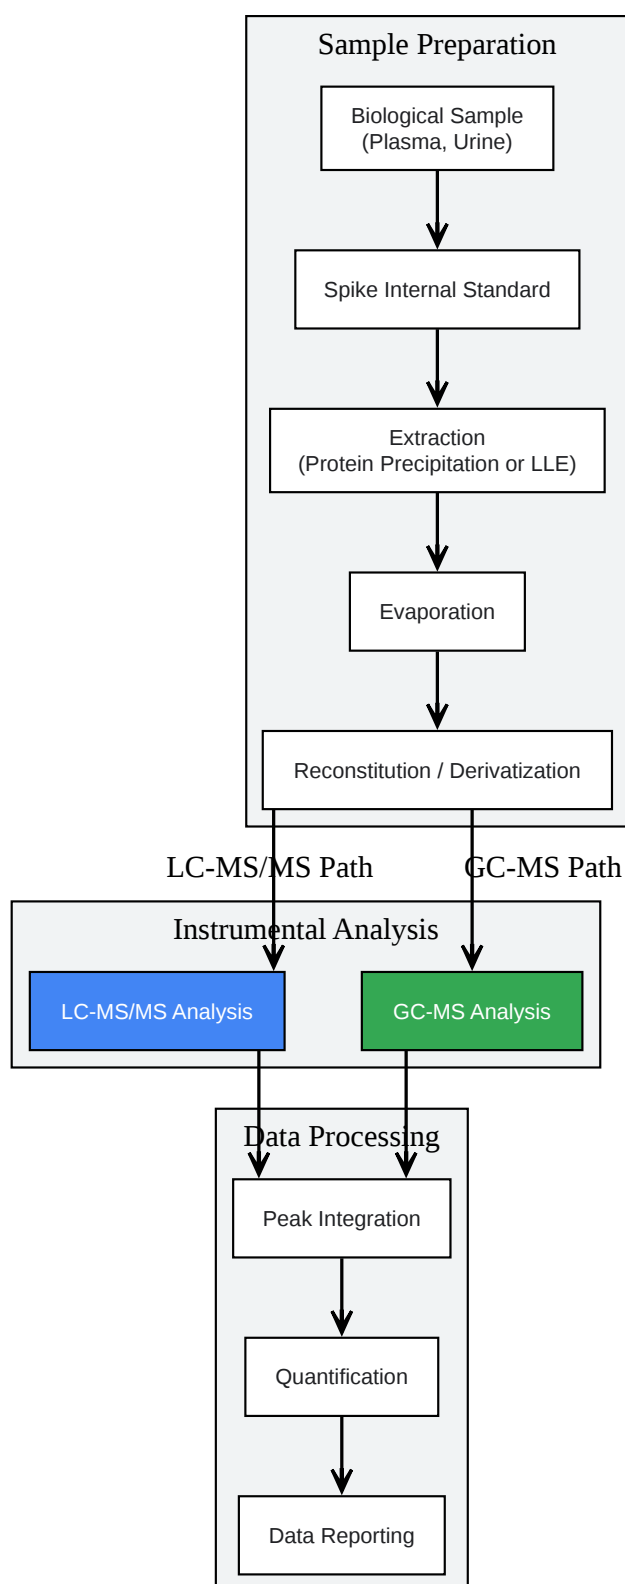 Sample Preparation
Biological Sample
(Plasma, Urine)
Spike Internal Standard
Extraction
(Protein Precipitation or LLE)
Evaporation
Reconstitution / Derivatization
LC-MS/MS Path
GC-MS Path
Instrumental Analysis
LC-MS/MS Analysis
GC-MS Analysis
Data Processing
Peak Integration
Quantification
Data Reporting